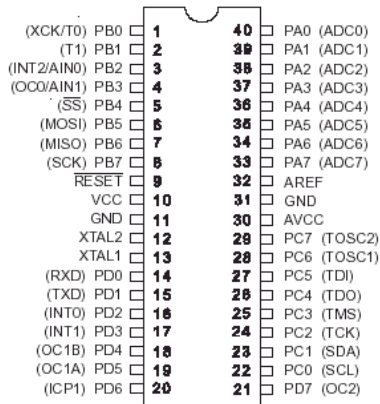 (XCK/T0) PB0 1 40 PA0 (ADC0)
(T1) PB1 2 39 PA1 (ADC1)
(INT2/AIN0) PB2 3 38 PA2 (ADC2)
(OC0/AIN1) PB3 4 37 PA3 (ADC3)
(SS) PB4 5 36 PA4 (ADC4)
(MOSI) PB5 6 35 PA5 (ADC5)
(MISO) PB6 7 34 PA6 (ADC6)
(SCK) PB7 8 33 PA7 (ADC7)
RESET 9 32 AREF
VCC 10 31 GND
GND 11 30 AVCC
XTAL2 12 29 PC7 (TOSC2)
XTAL1 13 28 PC6 (TOSC1)
(RXD) PD0 14 27 PC5 (TDI)
(TXD) PD1 15 26 PC4 (TDO)
(INT0) PD2 16 25 PC3 (TMS)
(INT1) PD3 17 24 PC2 (TCK)
(OC1B) PD4 18 23 PC1 (SDA)
(OC1A) PD5 19 22 PC0 (SCL)
(ICP1) PD6 20 21 PD7 (OC2)